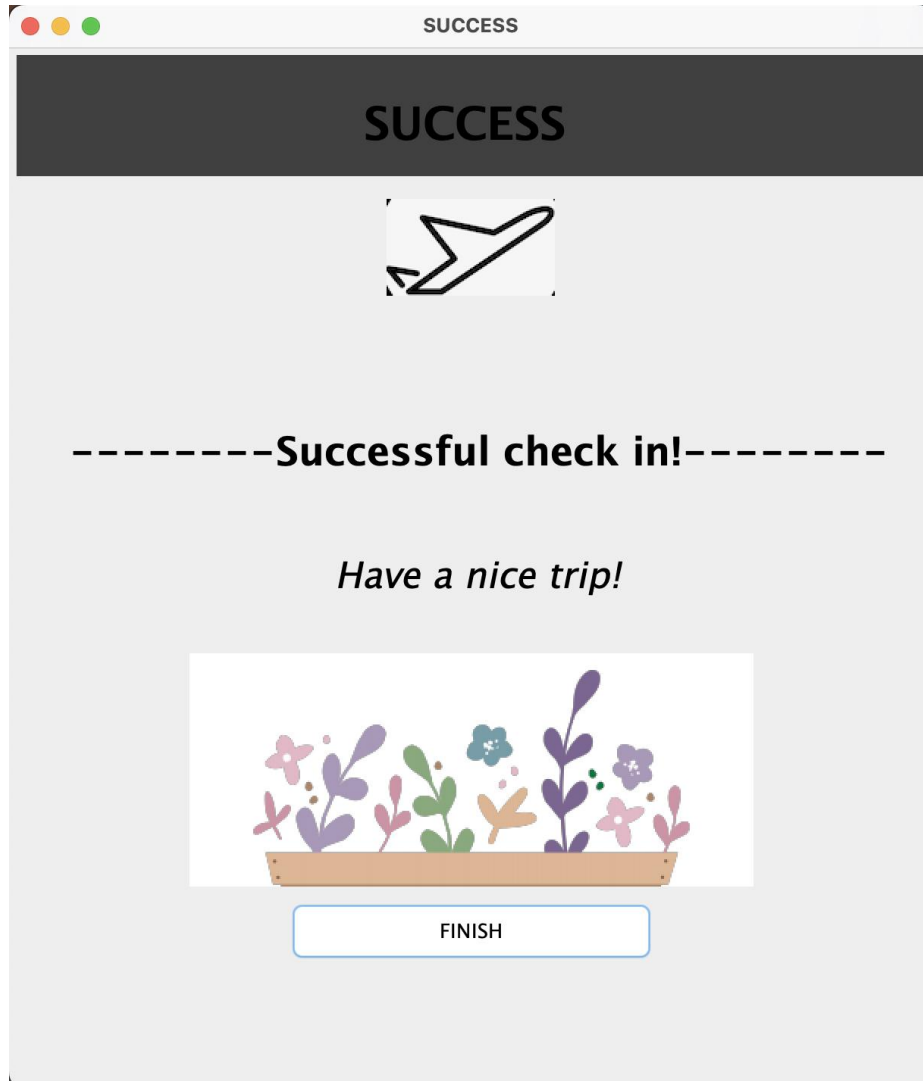 SUCCESS
SUCCESS
--------Successful check in!--------
Have a nice trip!
FINISH